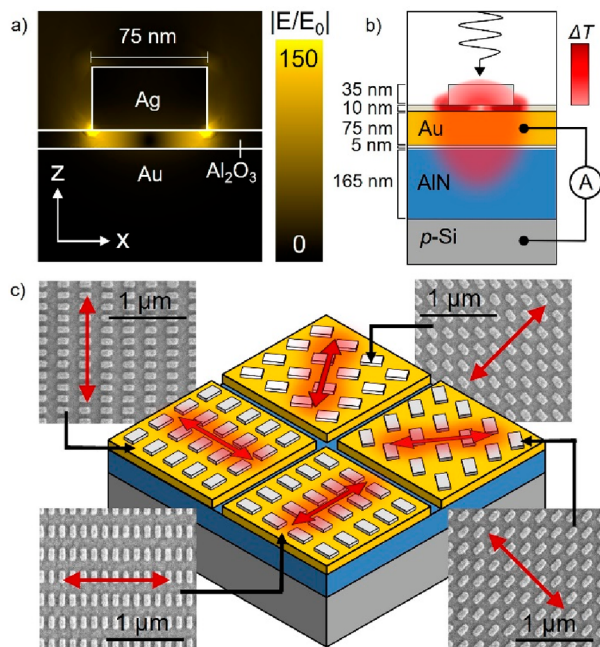 a)
75 nm
Ag
Al₂O₃
Au
Z
X
|E/E₀|
150
0
b)
ΔT
35 nm
10 nm
75 nm
Au
5 nm
165 nm
AlN
A
p-Si
c)
1 µm
1 µm
1 µm
1 µm